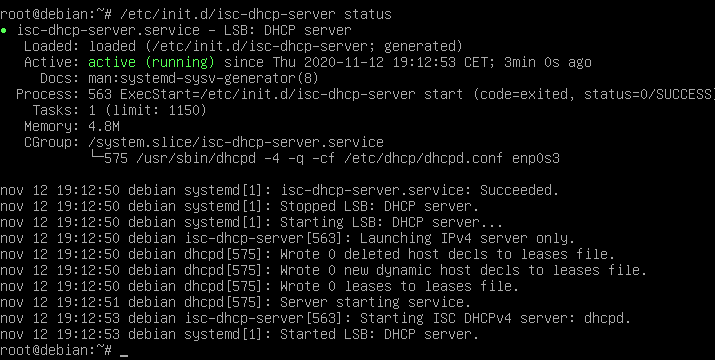 root@debian:~# /etc/init.d/isc-dhcp-server status
● isc-dhcp-server.service - LSB: DHCP server
   Loaded: loaded (/etc/init.d/isc-dhcp-server; generated)
   Active: active (running) since Thu 2020-11-12 19:12:53 CET; 3min 0s ago
     Docs: man:systemd-sysv-generator(8)
  Process: 563 ExecStart=/etc/init.d/isc-dhcp-server start (code=exited, status=0/SUCCESS)
    Tasks: 1 (limit: 1150)
   Memory: 4.8M
   CGroup: /system.slice/isc-dhcp-server.service
           └─575 /usr/sbin/dhcpd -4 -q -cf /etc/dhcp/dhcpd.conf enp0s3

nov 12 19:12:50 debian systemd[1]: isc-dhcp-server.service: Succeeded.
nov 12 19:12:50 debian systemd[1]: Stopped LSB: DHCP server.
nov 12 19:12:50 debian systemd[1]: Starting LSB: DHCP server...
nov 12 19:12:50 debian isc-dhcp-server[563]: Launching IPv4 server only.
nov 12 19:12:50 debian dhcpd[575]: Wrote 0 deleted host decls to leases file.
nov 12 19:12:50 debian dhcpd[575]: Wrote 0 new dynamic host decls to leases file.
nov 12 19:12:50 debian dhcpd[575]: Wrote 0 leases to leases file.
nov 12 19:12:51 debian dhcpd[575]: Server starting service.
nov 12 19:12:53 debian isc-dhcp-server[563]: Starting ISC DHCPv4 server: dhcpd.
nov 12 19:12:53 debian systemd[1]: Started LSB: DHCP server.
root@debian:~# _